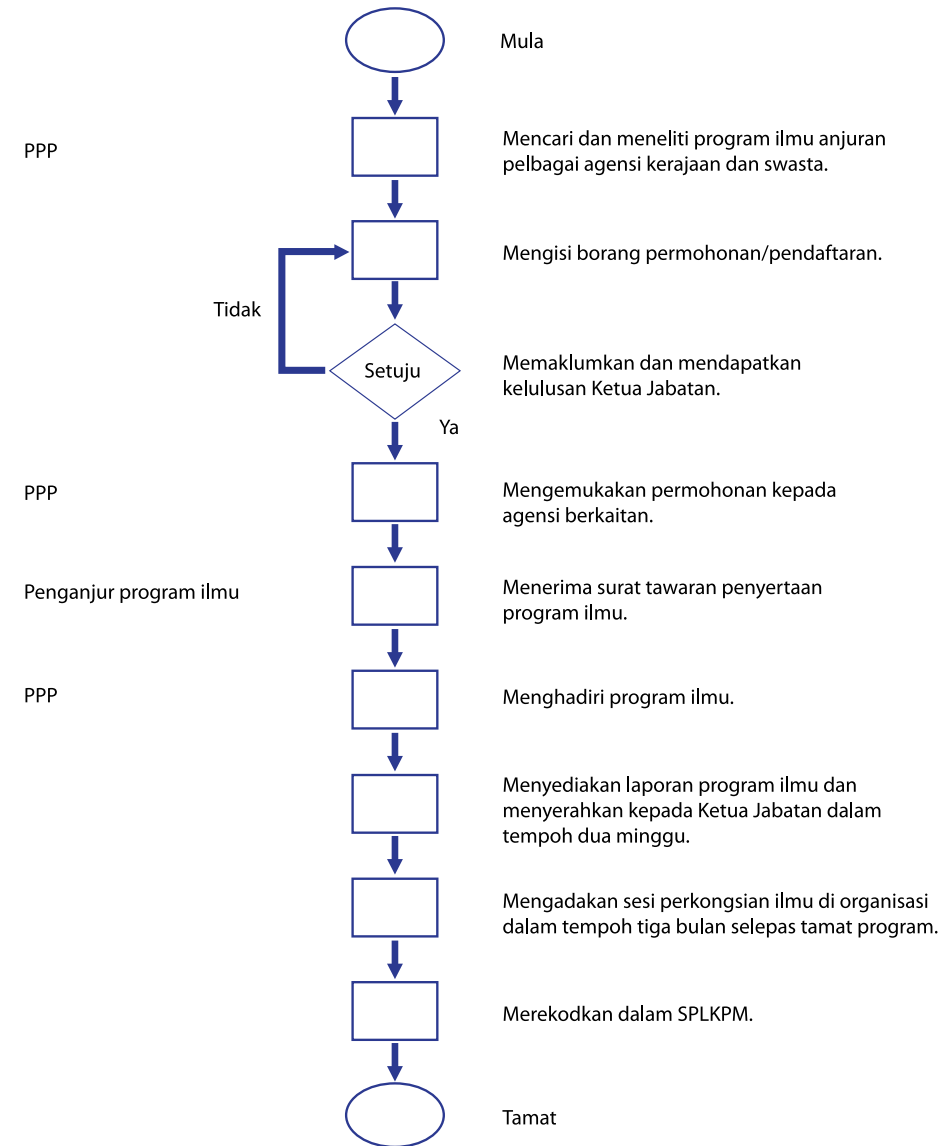 Mula
PPP
Mencari dan meneliti program ilmu anjuran
pelbagai agensi kerajaan dan swasta.
Mengisi borang permohonan/pendaftaran.
Tidak
Setuju
Memaklumkan dan mendapatkan
kelulusan Ketua Jabatan.
Ya
PPP
Mengemukakan permohonan kepada
agensi berkaitan.
Penganjur program ilmu
Menerima surat tawaran penyertaan
program ilmu.
PPP
Menghadiri program ilmu.
Menyediakan laporan program ilmu dan
menyerahkan kepada Ketua Jabatan dalam
tempoh dua minggu.
Mengadakan sesi perkongsian ilmu di organisasi
dalam tempoh tiga bulan selepas tamat program.
Merekodkan dalam SPLKPM.
Tamat